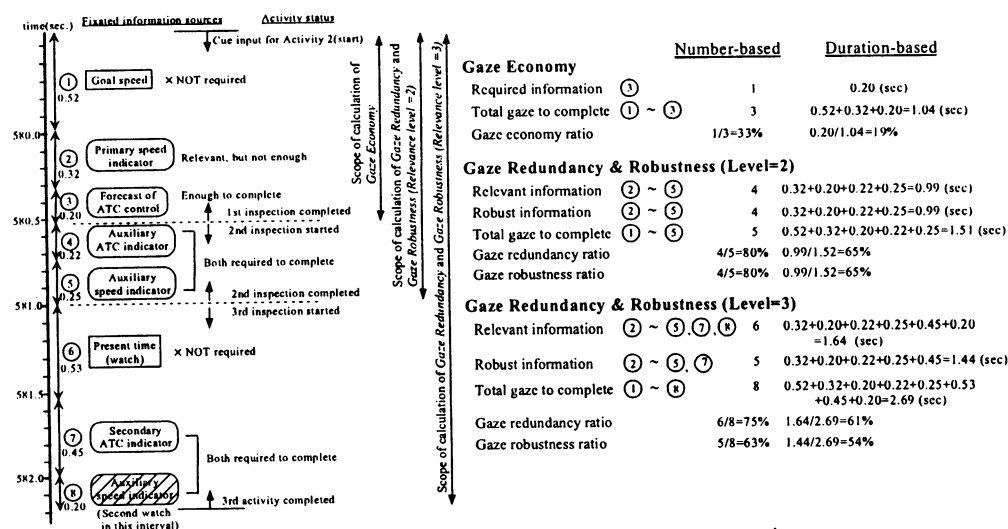 time(sec.) Fixated information sources Activity status
Cue input for Activity 2(start)
1 Goal speed × NOT required
0.52
5M0.0
2 Primary speed indicator Relevant, but not enough
0.32
3 Forecast of ATC control Enough to complete
0.20
1st inspection completed
5M0.5
2nd inspection started
4 Auxiliary ATC indicator
0.22
Both required to complete
5 Auxiliary speed indicator
0.25
2nd inspection completed
5M1.0
3rd inspection started
6 Present time (watch) × NOT required
0.53
5M1.5
7 Secondary ATC indicator
0.45
Both required to complete
5M2.0
8 Auxiliary speed indicator
0.20
3rd activity completed
(Second watch
in this interval)
Scope of calculation of
Gaze Economy
Scope of calculation of Gaze Redundancy and
Gaze Robustness (Relevance level =2)
Scope of calculation of Gaze Redundancy and Gaze Robustness (Relevance level =3)
Number-based Duration-based
Gaze Economy
Required information 3 1 0.20 (sec)
Total gaze to complete 1 ~ 3 3 0.52+0.32+0.20=1.04 (sec)
Gaze economy ratio 1/3=33% 0.20/1.04=19%
Gaze Redundancy & Robustness (Level=2)
Relevant information 2 ~ 5 4 0.32+0.20+0.22+0.25=0.99 (sec)
Robust information 2 ~ 5 4 0.32+0.20+0.22+0.25=0.99 (sec)
Total gaze to complete 1 ~ 5 5 0.52+0.32+0.20+0.22+0.25=1.51 (sec)
Gaze redundancy ratio 4/5=80% 0.99/1.52=65%
Gaze robustness ratio 4/5=80% 0.99/1.52=65%
Gaze Redundancy & Robustness (Level=3)
Relevant information 2 ~ 5, 7, 8 6 0.32+0.20+0.22+0.25+0.45+0.20
=1.64 (sec)
Robust information 2 ~ 5, 7 5 0.32+0.20+0.22+0.25+0.45=1.44 (sec)
Total gaze to complete 1 ~ 8 8 0.52+0.32+0.20+0.22+0.25+0.53
+0.45+0.20=2.69 (sec)
Gaze redundancy ratio 6/8=75% 1.64/2.69=61%
Gaze robustness ratio 5/8=63% 1.44/2.69=54%